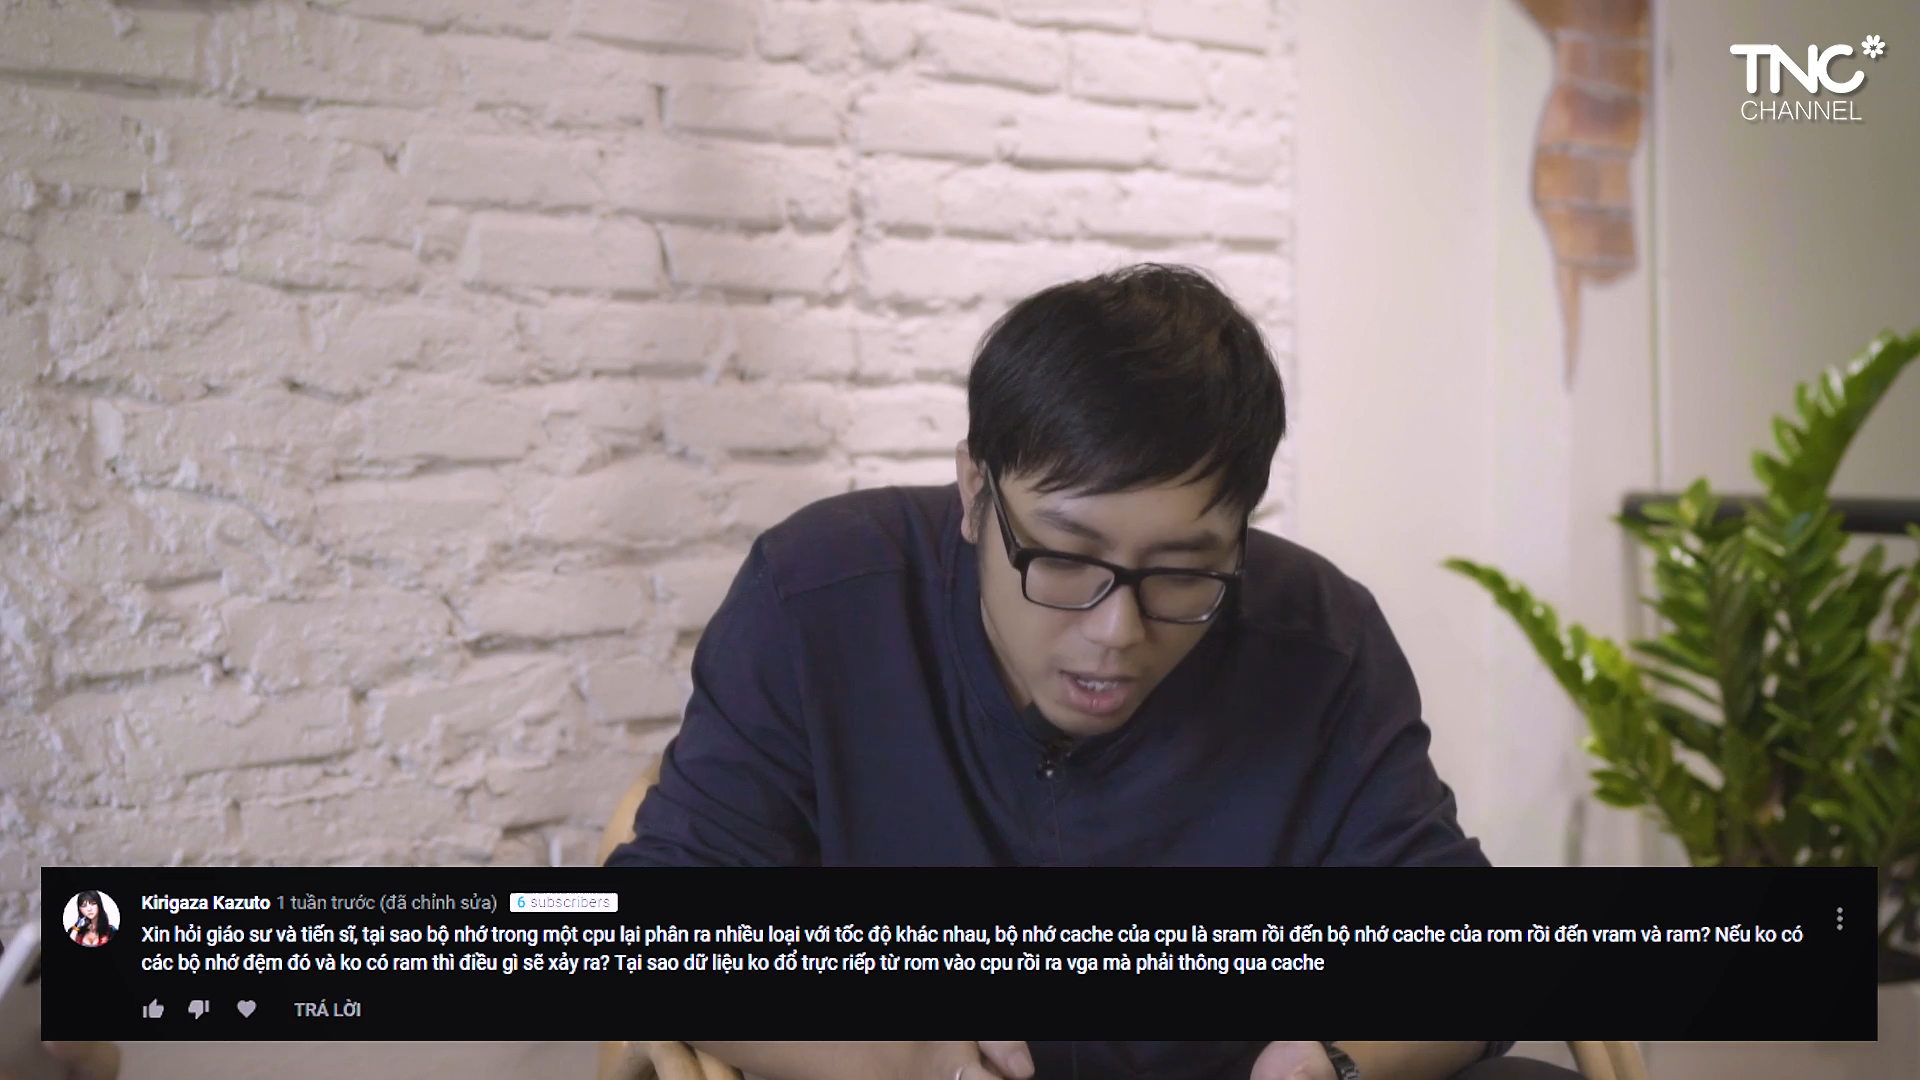 TNC
CHANNEL
Kirigaza Kazuto 1 tuần trước (đã chỉnh sửa) 6 subscribers
Xin hỏi giáo sư và tiến sĩ, tại sao bộ nhớ trong một cpu lại phân ra nhiều loại với tốc độ khác nhau, bộ nhớ cache của cpu là sram rồi đến bộ nhớ cache của rom rồi đến vram và ram? Nếu ko có
các bộ nhớ đệm đó và ko có ram thì điều gì sẽ xảy ra? Tại sao dữ liệu ko đổ trực riếp từ rom vào cpu rồi ra vga mà phải thông qua cache
TRẢ LỜI